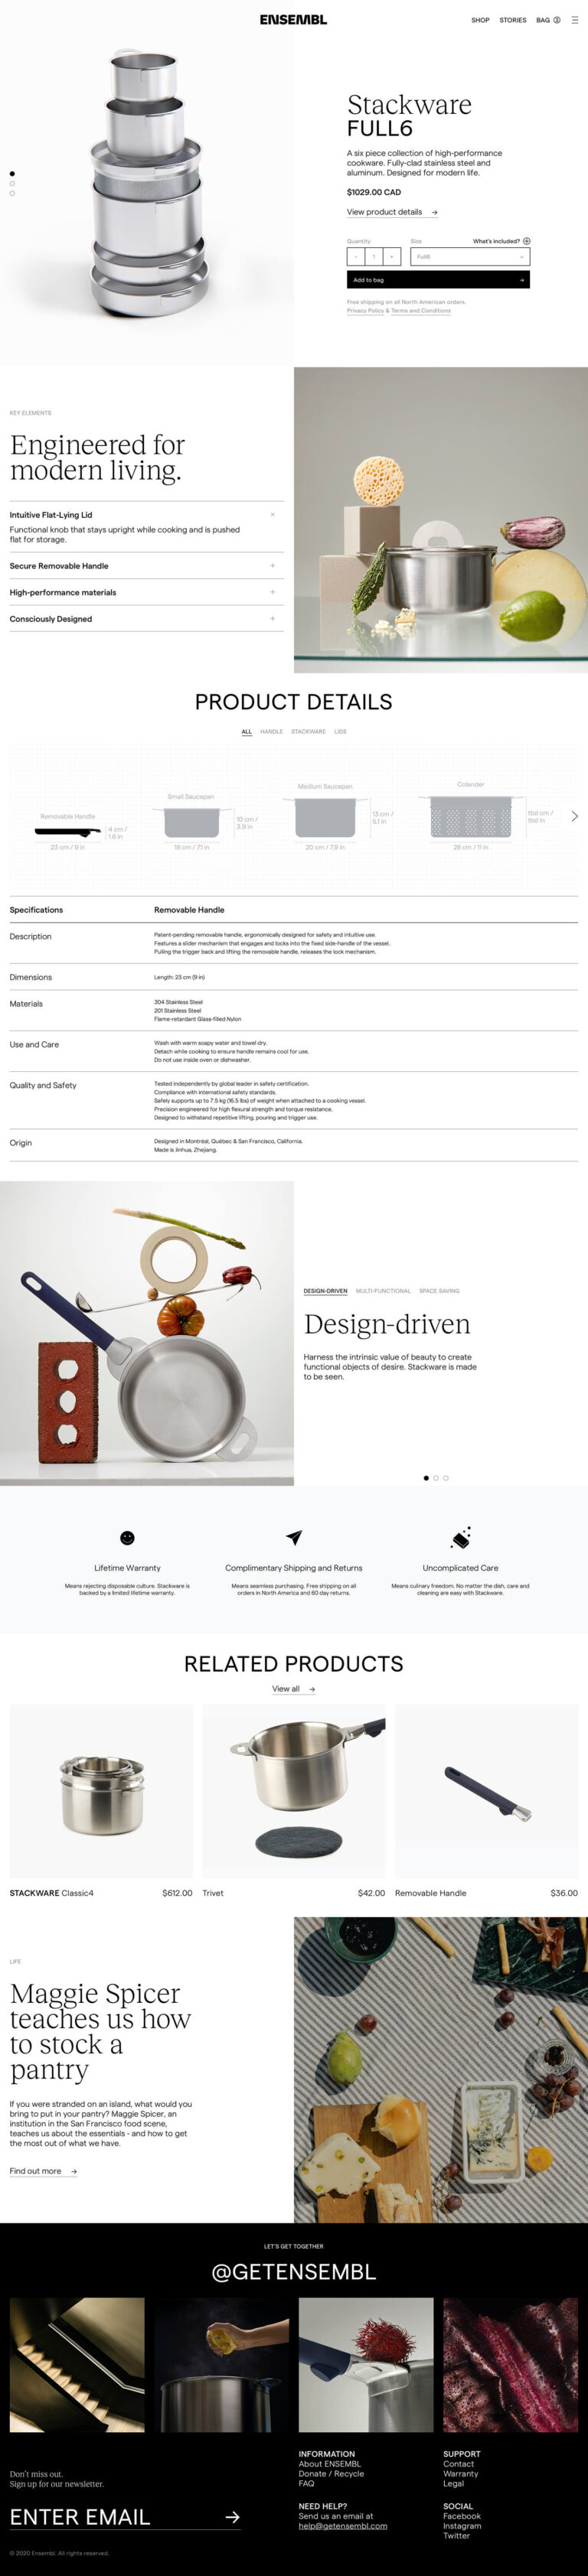 ENSEMBL
SHOP STORIES BAG
Stackware
FULL6
A six piece collection of high-performance
cookware. Fully-clad stainless steel and
aluminum. Designed for modern life.
$1029.00 CAD
View product details →
Quantity Size What's included?
- 1 + Full6
Add to bag →
Free shipping on all North American orders.
Privacy Policy & Terms and Conditions
KEY ELEMENTS
Engineered for
modern living.
Intuitive Flat-Lying Lid ×
Functional knob that stays upright while cooking and is pushed
flat for storage.
Secure Removable Handle +
High-performance materials +
Consciously Designed +
PRODUCT DETAILS
ALL HANDLE STACKWARE LIDS
Removable Handle
4 cm /
1.6 in
23 cm / 9 in
Small Saucepan
10 cm /
3.9 in
18 cm / 7.1 in
Medium Saucepan
13 cm /
5.1 in
20 cm / 7.9 in
Colander
tbd cm /
tbd in
28 cm / 11 in
Specifications Removable Handle
Description
Patent-pending removable handle, ergonomically designed for safety and intuitive use.
Features a slider mechanism that engages and locks into the fixed side-handle of the vessel.
Pulling the trigger back and lifting the removable handle, releases the lock mechanism.
Dimensions
Length: 23 cm (9 in)
Materials
304 Stainless Steel
201 Stainless Steel
Flame-retardant Glass-filled Nylon
Use and Care
Wash with warm soapy water and towel dry.
Detach while cooking to ensure handle remains cool for use.
Do not use inside oven or dishwasher.
Quality and Safety
Tested independently by global leader in safety certification.
Compliance with international safety standards.
Safely supports up to 7.5 kg (16.5 lbs) of weight when attached to a cooking vessel.
Precision engineered for high flexural strength and torque resistance.
Designed to withstand repetitive lifting, pouring and trigger use.
Origin
Designed in Montréal, Québec & San Francisco, California.
Made is Jinhua, Zhejiang.
DESIGN-DRIVEN MULTI-FUNCTIONAL SPACE SAVING
Design-driven
Harness the intrinsic value of beauty to create
functional objects of desire. Stackware is made
to be seen.
Lifetime Warranty
Means rejecting disposable culture. Stackware is
backed by a limited lifetime warranty.
Complimentary Shipping and Returns
Means seamless purchasing. Free shipping on all
orders in North America and 60 day returns.
Uncomplicated Care
Means culinary freedom. No matter the dish, care and
cleaning are easy with Stackware.
RELATED PRODUCTS
View all →
STACKWARE Classic4 $612.00
Trivet $42.00
Removable Handle $36.00
LIFE
Maggie Spicer
teaches us how
to stock a
pantry
If you were stranded on an island, what would you
bring to put in your pantry? Maggie Spicer, an
institution in the San Francisco food scene,
teaches us about the essentials - and how to get
the most out of what we have.
Find out more →
LET'S GET TOGETHER
@GETENSEMBL
Don't miss out.
Sign up for our newsletter.
ENTER EMAIL →
© 2020 Ensembl. All rights reserved.
INFORMATION
About ENSEMBL
Donate / Recycle
FAQ
NEED HELP?
Send us an email at
help@getensembl.com
SUPPORT
Contact
Warranty
Legal
SOCIAL
Facebook
Instagram
Twitter